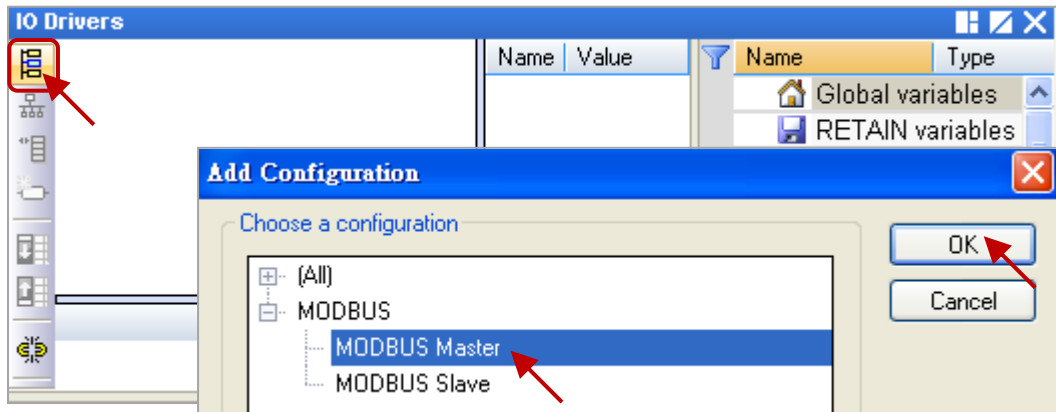 IO Drivers
Name Value Name Type
Global variables
RETAIN variables
Add Configuration
Choose a configuration
OK
(All)
Cancel
MODBUS
MODBUS Master
MODBUS Slave